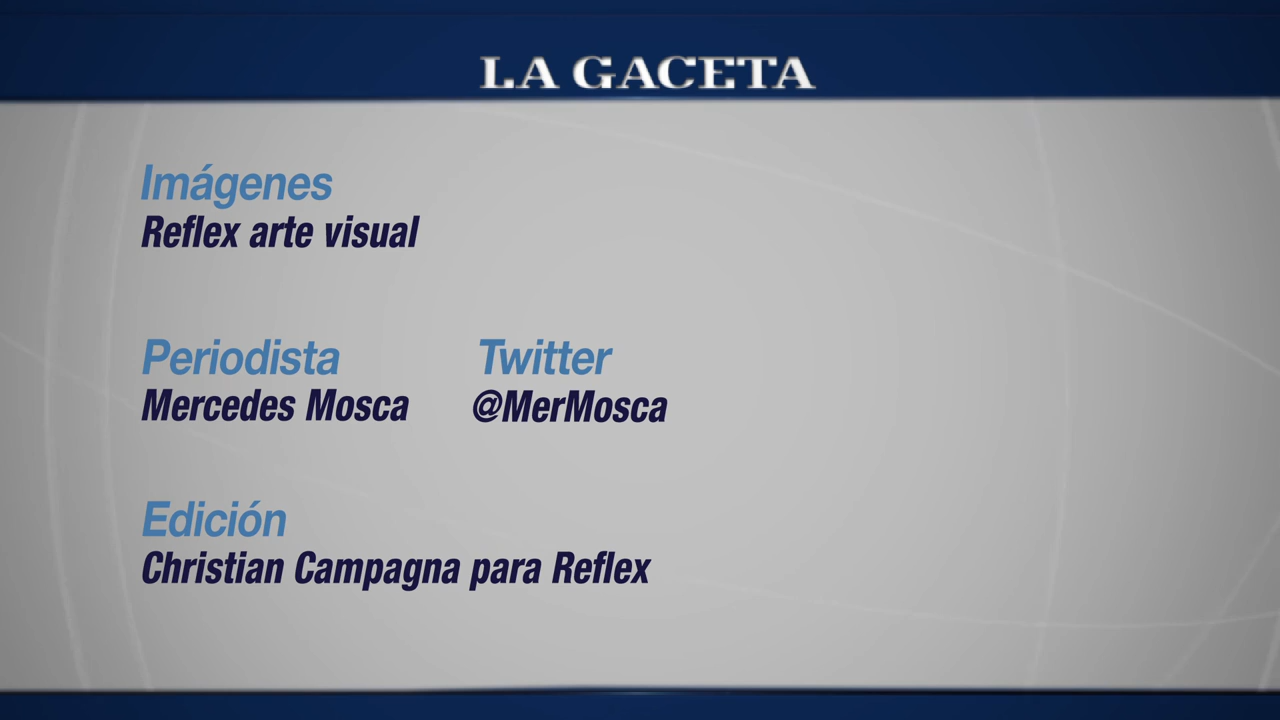 LA GACETA
Imágenes
Reflex arte visual
Periodista
Mercedes Mosca
Twitter
@MerMosca
Edición
Christian Campagna para Reflex